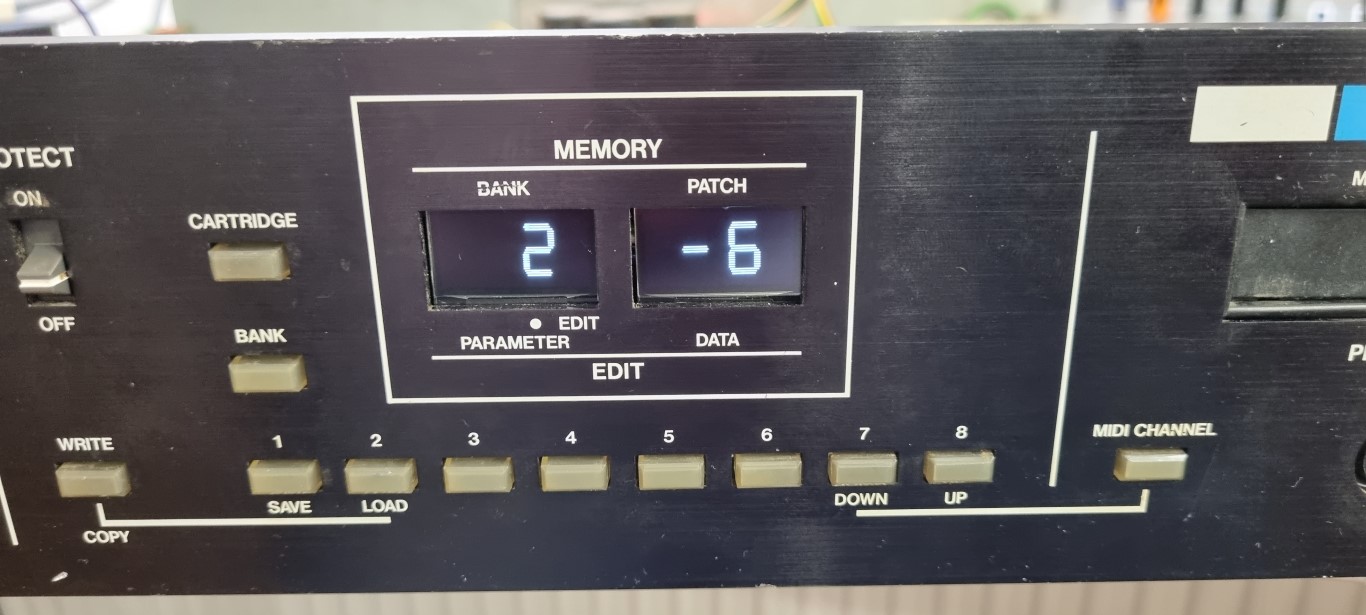 MEMORY
BANK PATCH
2 -6
EDIT
PARAMETER DATA
EDIT
OTECT
ON
OFF
CARTRIDGE
BANK
WRITE
1 2 3 4 5 6 7 8
MIDI CHANNEL
SAVE LOAD DOWN UP
COPY